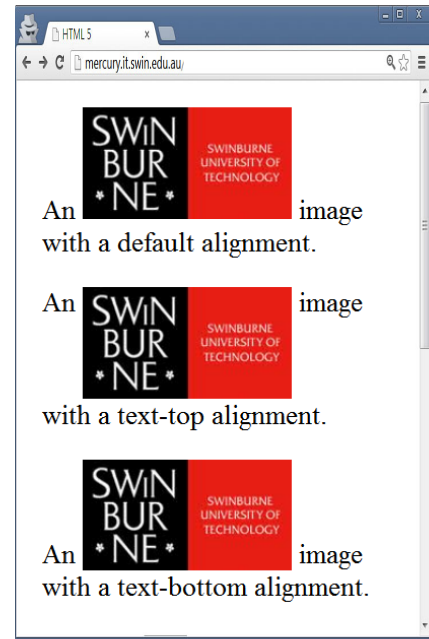 HTML 5
mercury.it.swin.edu.au/
SWiN
BUR
* NE *
SWINBURNE
UNIVERSITY OF
TECHNOLOGY
An image
with a default alignment.
An image
SWiN
BUR
* NE *
SWINBURNE
UNIVERSITY OF
TECHNOLOGY
with a text-top alignment.
SWiN
BUR
* NE *
SWINBURNE
UNIVERSITY OF
TECHNOLOGY
An image
with a text-bottom alignment.